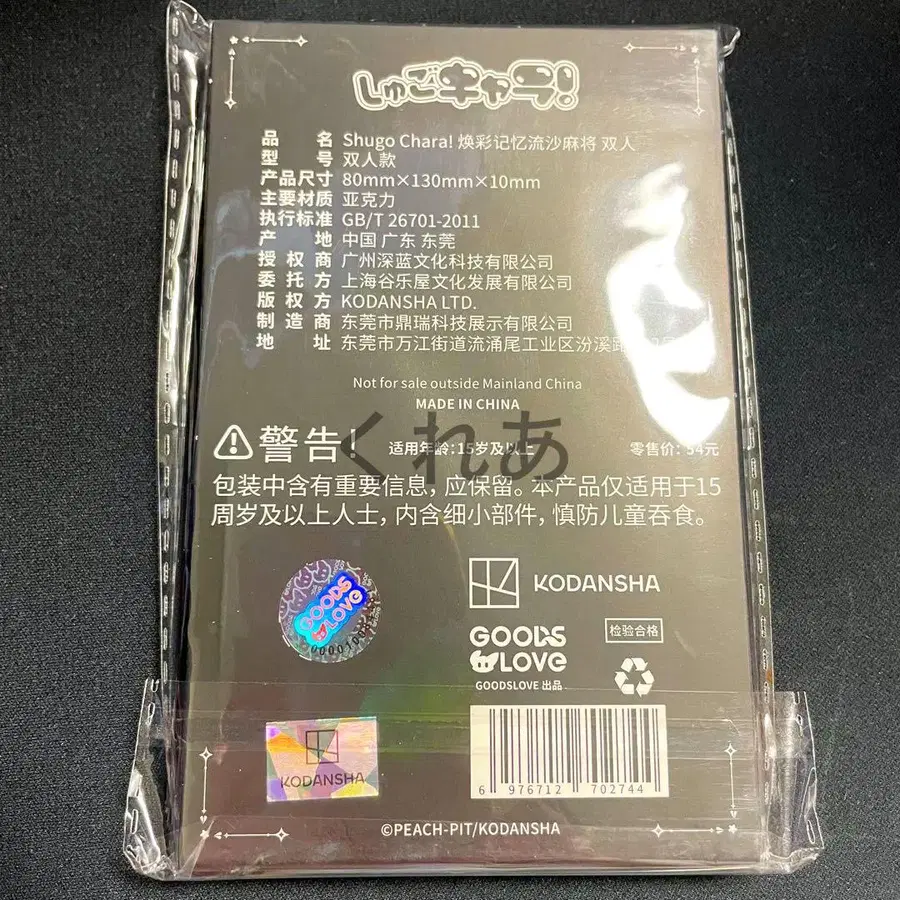 しゅごキャラ!
品名 Shugo Chara! 焕彩记忆流沙麻将 双人
型号 双人款
产品尺寸 80mm×130mm×10mm
主要材质 亚克力
执行标准 GB/T 26701-2011
产地 中国 广东 东莞
授权商 广州深蓝文化科技有限公司
委托方 上海谷乐屋文化发展有限公司
版权方 KODANSHA LTD.
制造商 东莞市鼎瑞科技展示有限公司
地址 东莞市万江街道流涌尾工业区汾溪路
Not for sale outside Mainland China
MADE IN CHINA
くれあ
警告! 适用年龄:15岁及以上 零售价: 54元
包装中含有重要信息,应保留。本产品仅适用于15
周岁及以上人士,内含细小部件,慎防儿童吞食。
GOODS LOVE
KODANSHA
GOODS LOVE
检验合格
GOODSLOVE 出品
KODANSHA
6 976712 702744
©PEACH-PIT/KODANSHA